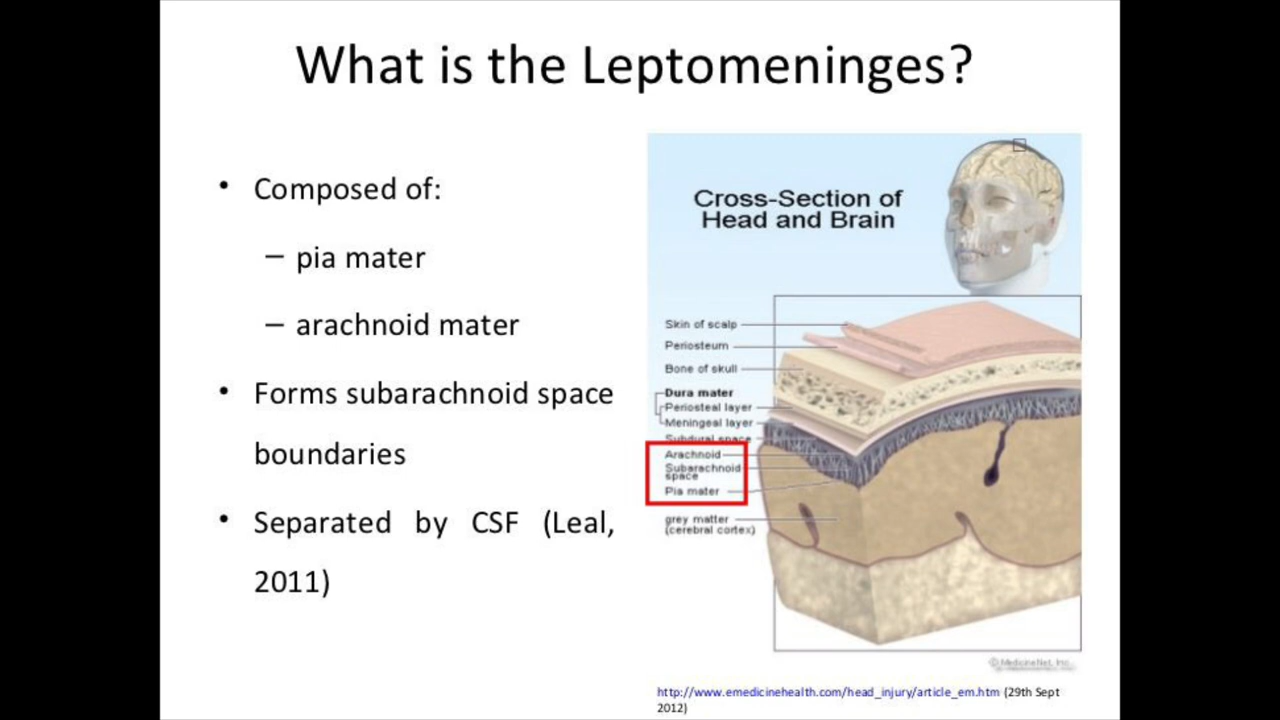 What is the Leptomeninges?
• Composed of:
– pia mater
– arachnoid mater
• Forms subarachnoid space
boundaries
• Separated by CSF (Leal,
2011)
Cross-Section of
Head and Brain
Skin of scalp
Periosteum
Bone of skull
Dura mater
Periosteal layer
Meningeal layer
Subdural space
Arachnoid
Subarachnoid
space
Pia mater
grey matter
(cerebral cortex)
© MedicineNet, Inc.
http://www.emedicinehealth.com/head_injury/article_em.htm (29th Sept
2012)